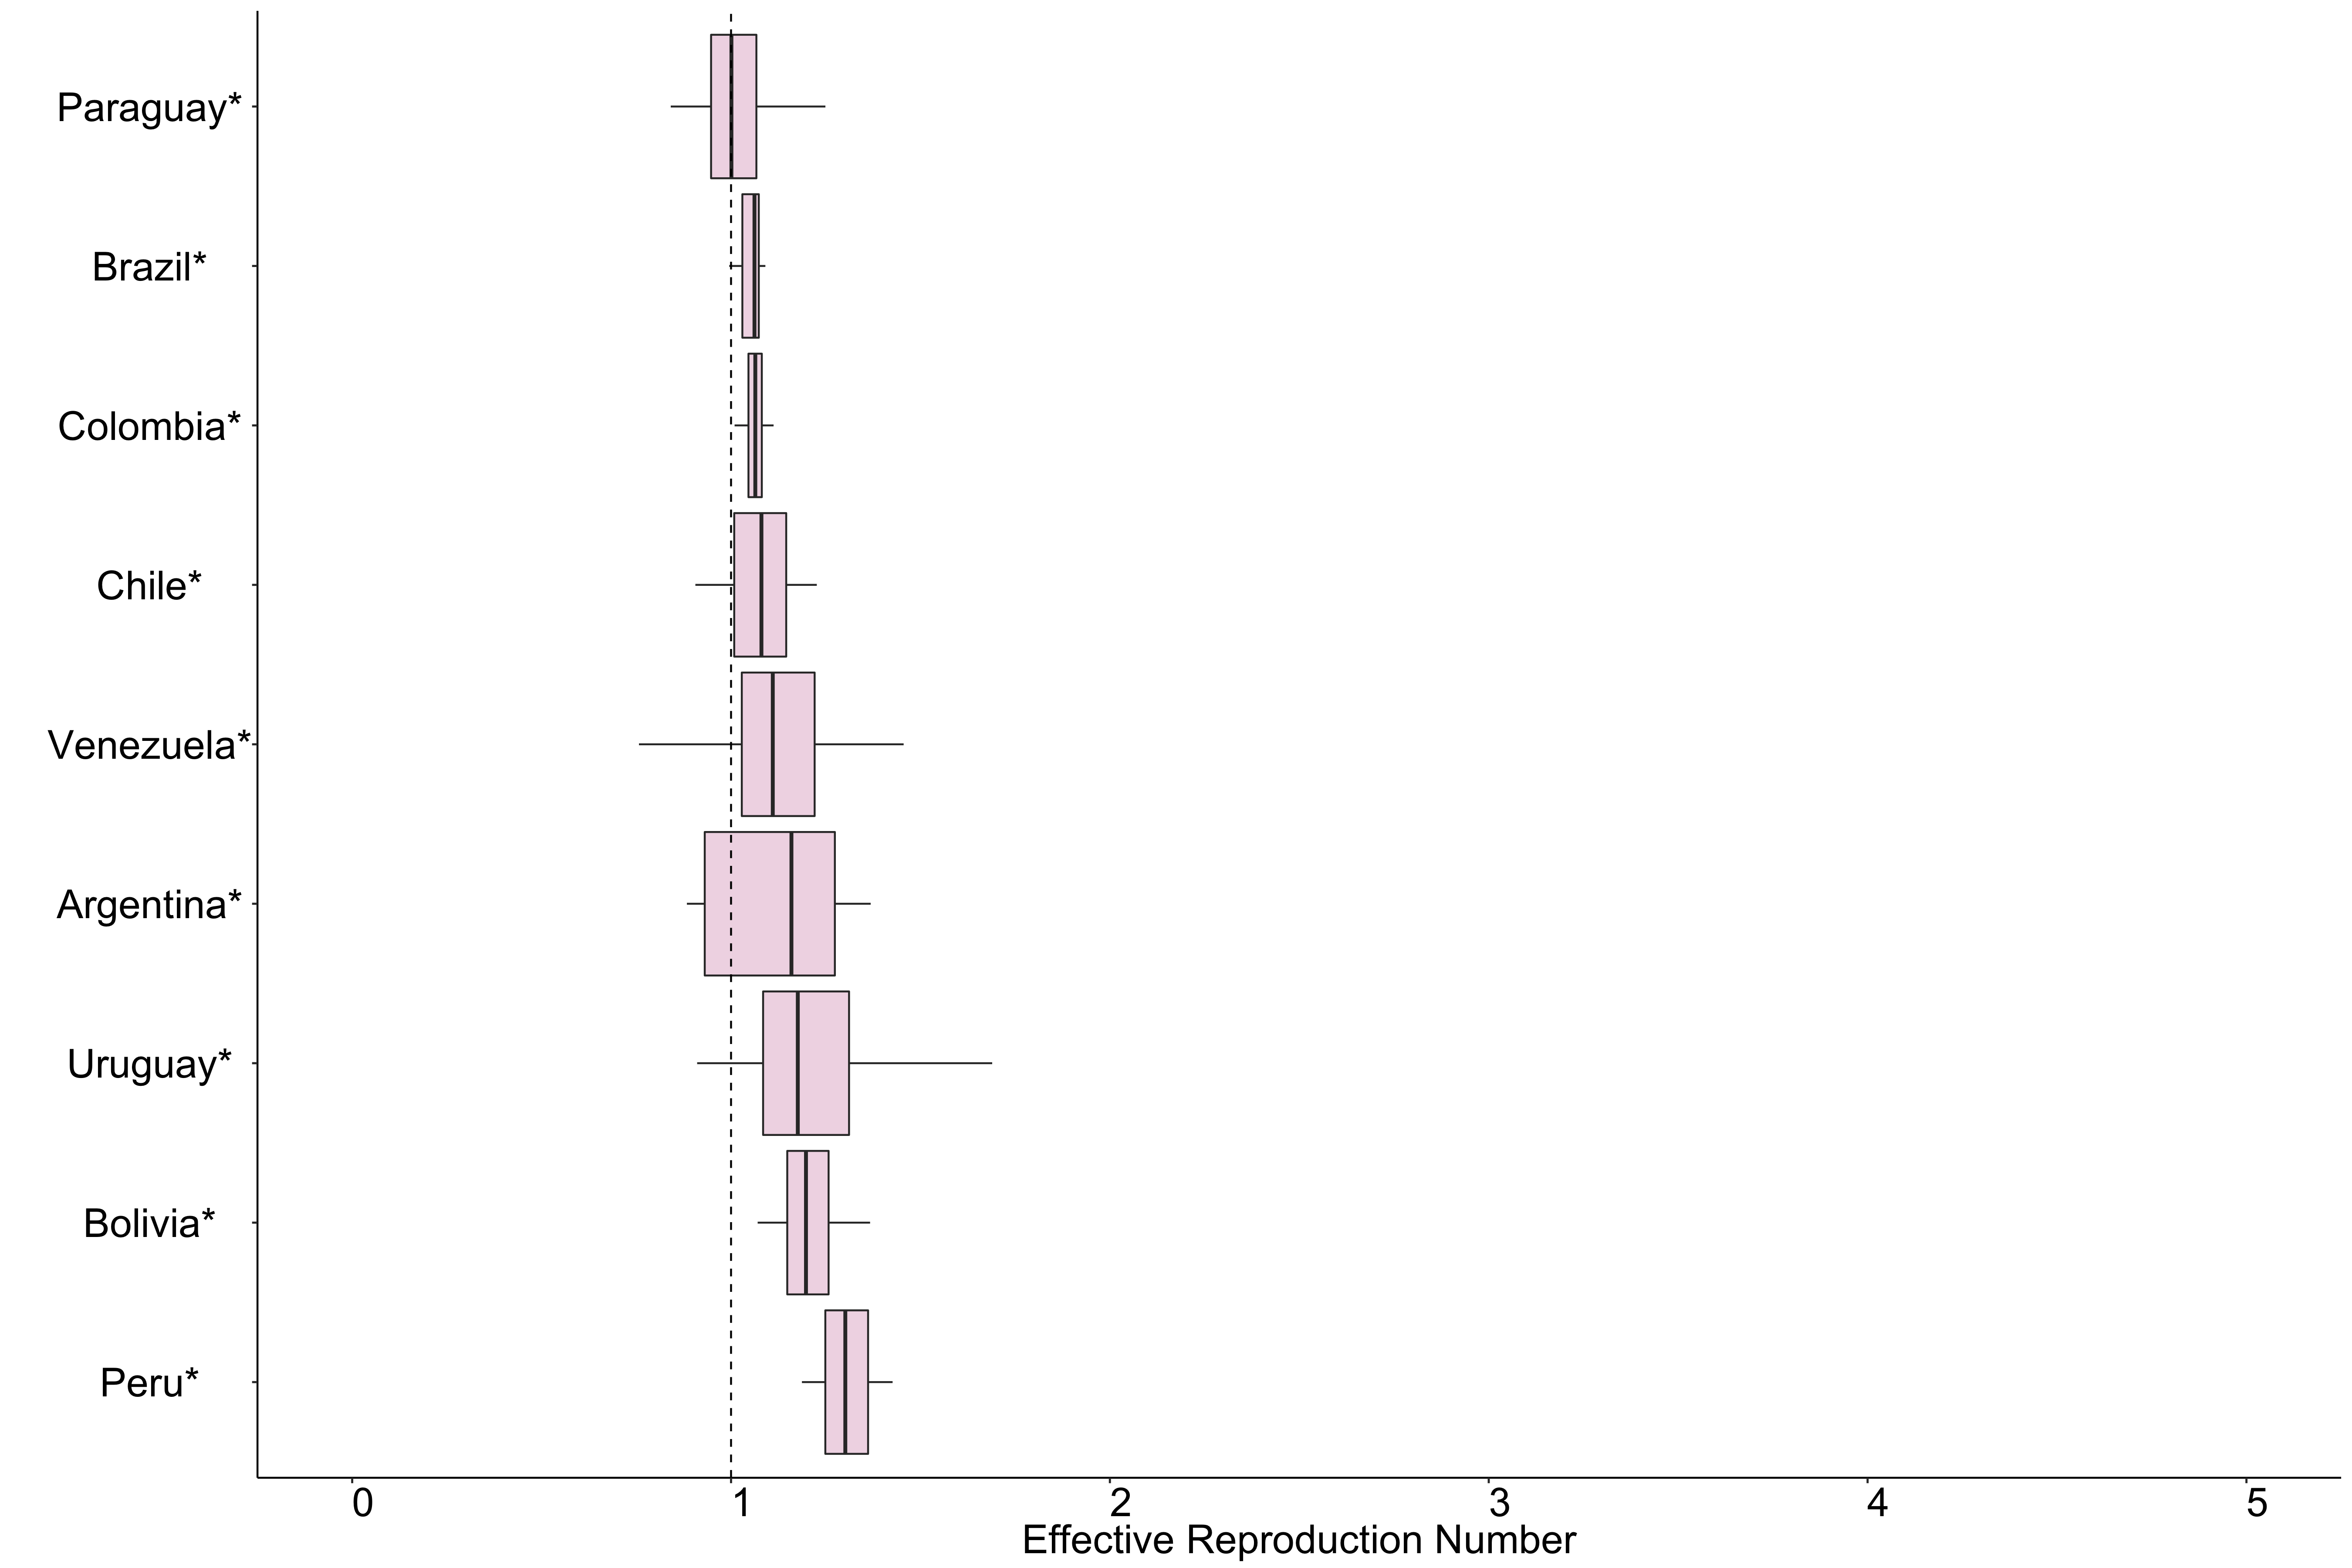 Paraguay*
Brazil*
Colombia*
Chile*
Venezuela*
Argentina*
Uruguay*
Bolivia*
Peru*
0 1 2 3 4 5
Effective Reproduction Number